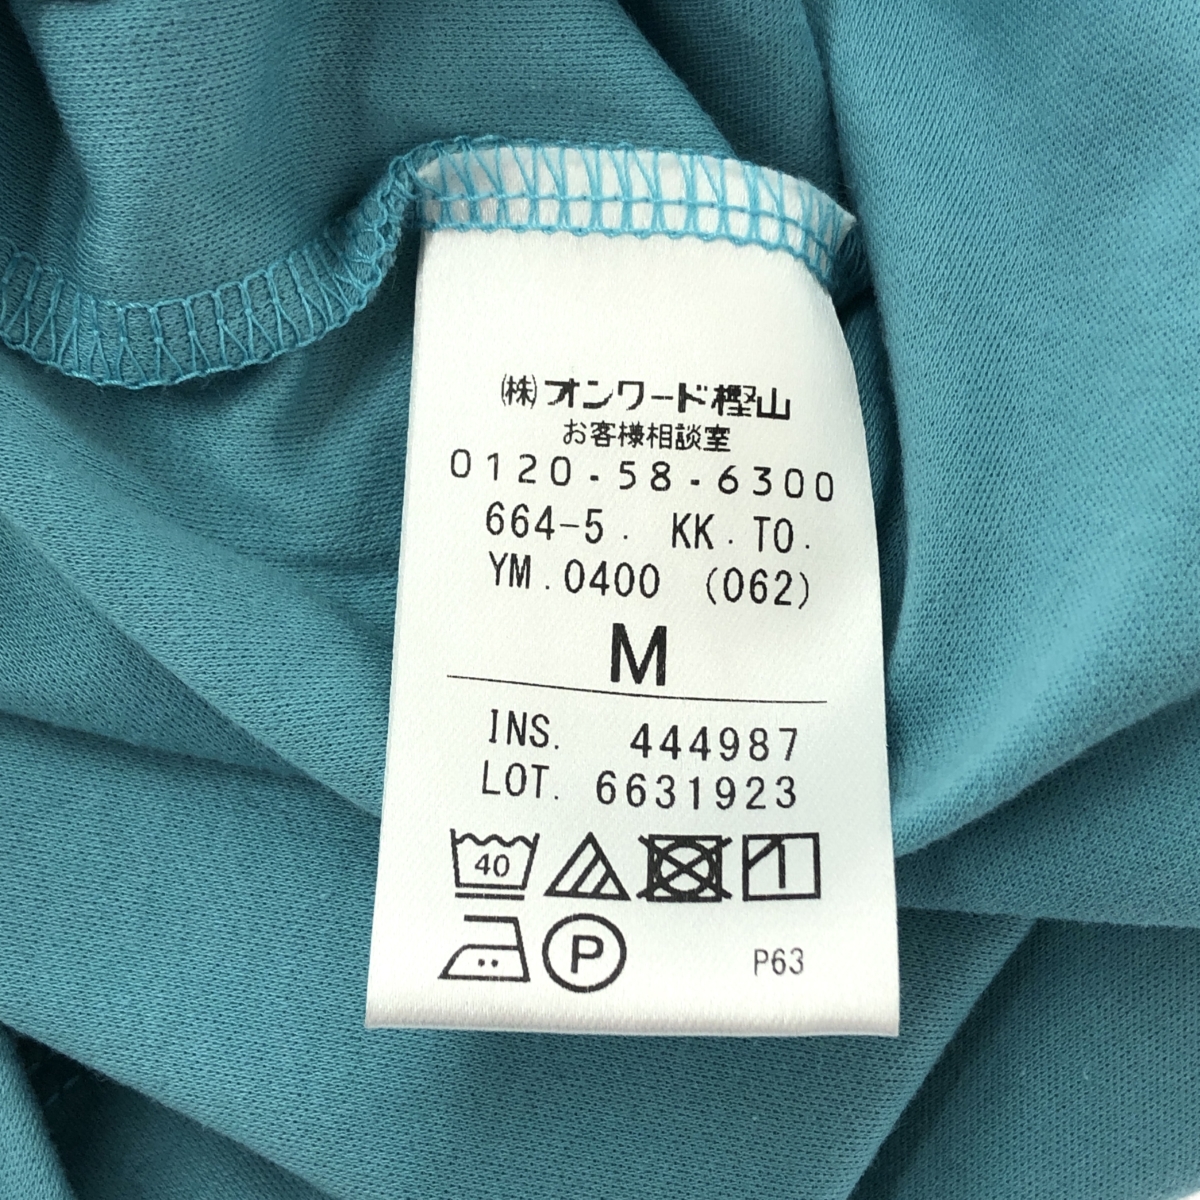 (株)オンワード樫山
お客様相談室
0120-58-6300
664-5. KK.TO.
YM.0400 (062)
M
INS. 444987
LOT. 6631923
40
P P63